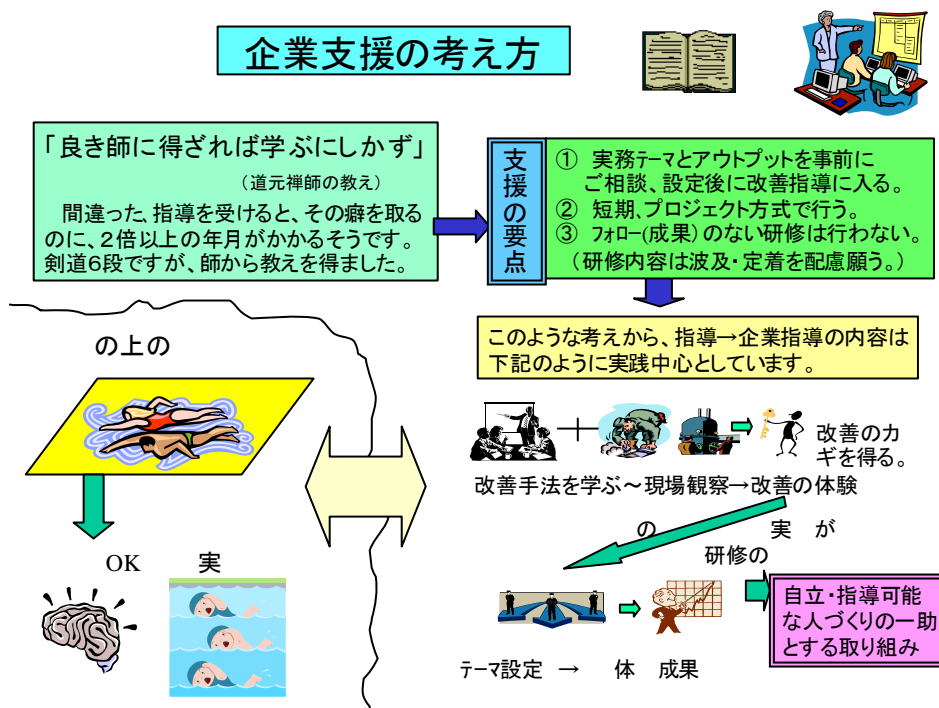 企業支援の考え方
「良き師に得ざれば学ぶにしかず」
（道元禅師の教え）
間違った、指導を受けると、その癖を取る
のに、２倍以上の年月がかかるそうです。
剣道６段ですが、師から教えを得ました。
支援の要点
① 実務テーマとアウトプットを事前に
ご相談、設定後に改善指導に入る。
② 短期、プロジェクト方式で行う。
③ フォロー(成果）のない研修は行わない。
（研修内容は波及・定着を配慮願う。）
このような考えから、指導→企業指導の内容は
下記のように実践中心としています。
の上の
OK 実
改善のカ
ギを得る。
改善手法を学ぶ～現場観察→改善の体験
の 実 が
研修の
テーマ設定 → 体 成果
自立・指導可能
な人づくりの一助
とする取り組み